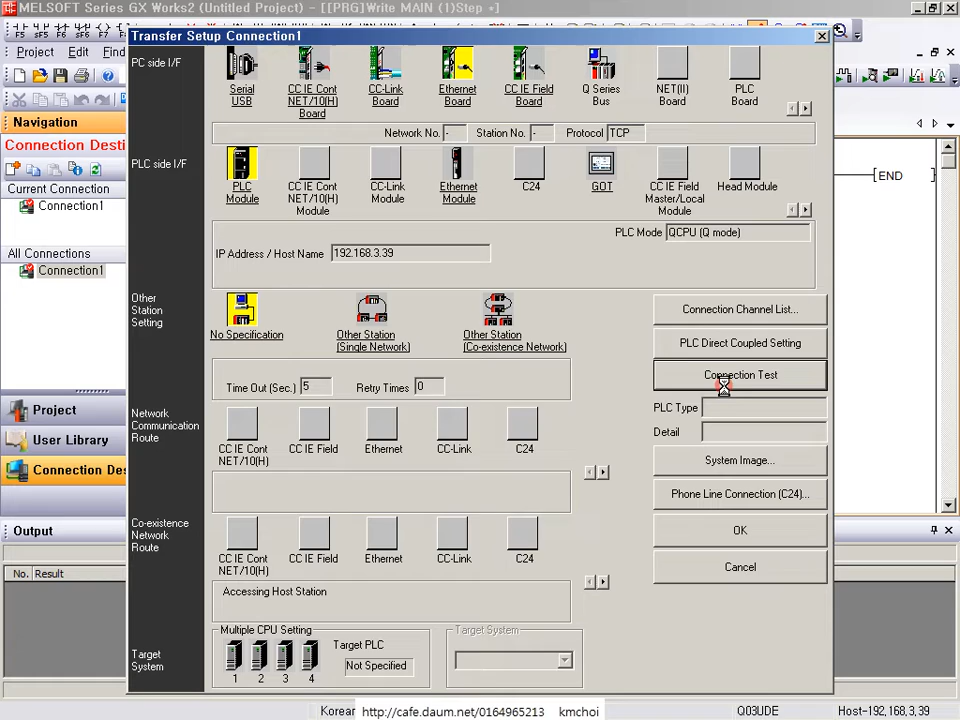 MELSOFT Series GX Works2 (Untitled Project) - [[PRG]Write MAIN (1)Step *]
F5 F5 F6 F6 F7 F8
Project Edit
Navigation
Connection Desti
Current Connection
Connection1
All Connections
Connection1
Project
User Library
Connection Des
Output
No. Result
Transfer Setup Connection1
PC side I/F
Serial USB
CC IE Cont NET/10(H) Board
CC-Link Board
Ethernet Board
CC IE Field Board
Q Series Bus
NET(II) Board
PLC Board
Network No. -
Station No. -
Protocol TCP
PLC side I/F
PLC Module
CC IE Cont NET/10(H) Module
CC-Link Module
Ethernet Module
C24
GOT
CC IE Field Master/Local Module
Head Module
PLC Mode QCPU (Q mode)
IP Address / Host Name 192.168.3.39
Other Station Setting
No Specification
Other Station (Single Network)
Other Station (Co-existence Network)
Time Out (Sec.) 5
Retry Times 0
Network Communication Route
CC IE Cont NET/10(H)
CC IE Field
Ethernet
CC-Link
C24
Co-existence Network Route
CC IE Cont NET/10(H)
CC IE Field
Ethernet
CC-Link
C24
Accessing Host Station
Target System
Multiple CPU Setting
1 2 3 4
Target PLC
Not Specified
Target System
Connection Channel List...
PLC Direct Coupled Setting
Connection Test
PLC Type
Detail
System Image...
Phone Line Connection (C24)...
OK
Cancel
END
Korean
http://cafe.daum.net/0164965213 kmchoi
Q03UDE
Host-192,168,3,39